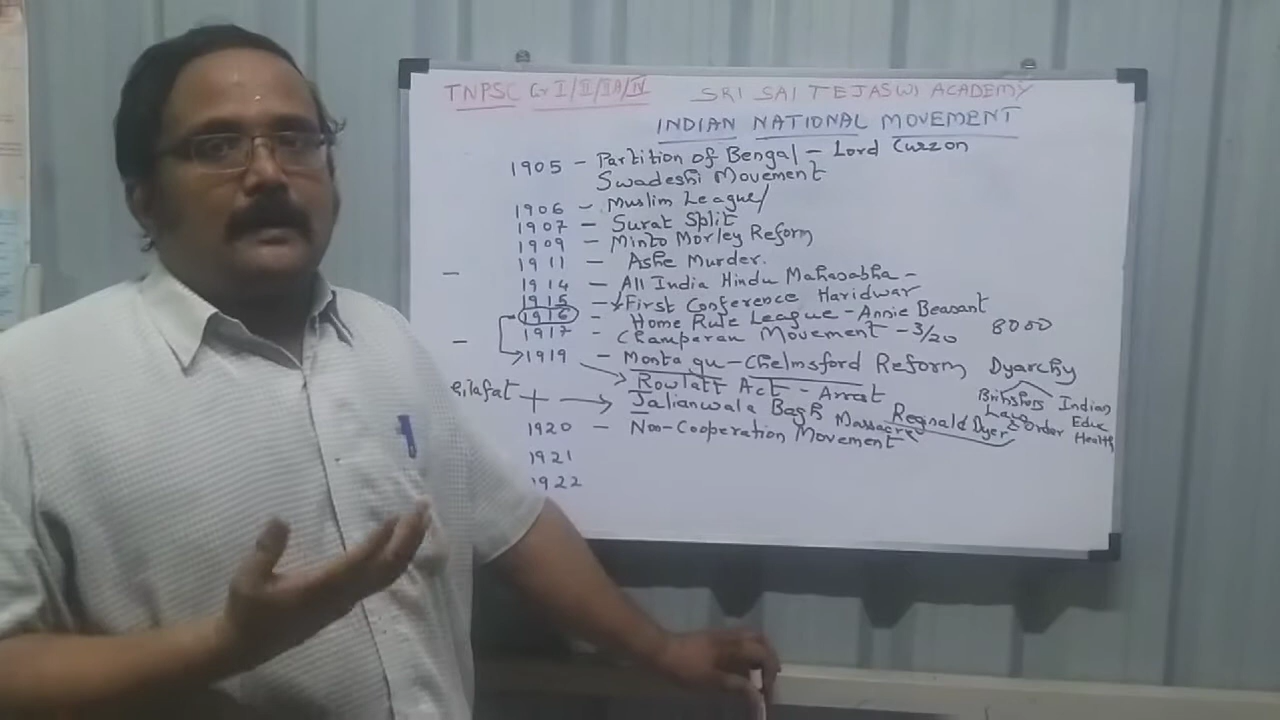 TNPSC Gr I/II/IIA/IV SRI SAI TEJASWI ACADEMY
INDIAN NATIONAL MOVEMENT
1905 - Partition of Bengal - Lord Curzon
Swadeshi Movement
1906 - Muslim League/
1907 - Surat Split
1909 - Minto Morley Reform
1911 - Ashe Murder.
1914 - All India Hindu Mahasabha -
1915 - First Conference Haridwar
1916 - Home Rule League - Annie Beasant
1917 - Champaran Movement - 3/20 8000
1919 - Montagu - Chelmsford Reform Dyarchy
Britishers Indian
Law Order Educ Health
Rowlatt Act - Arrest
ilafat + → Jalianwala Bagh Massacre Reginald Dyer
1920 - Non-Cooperation Movement
1921
1922